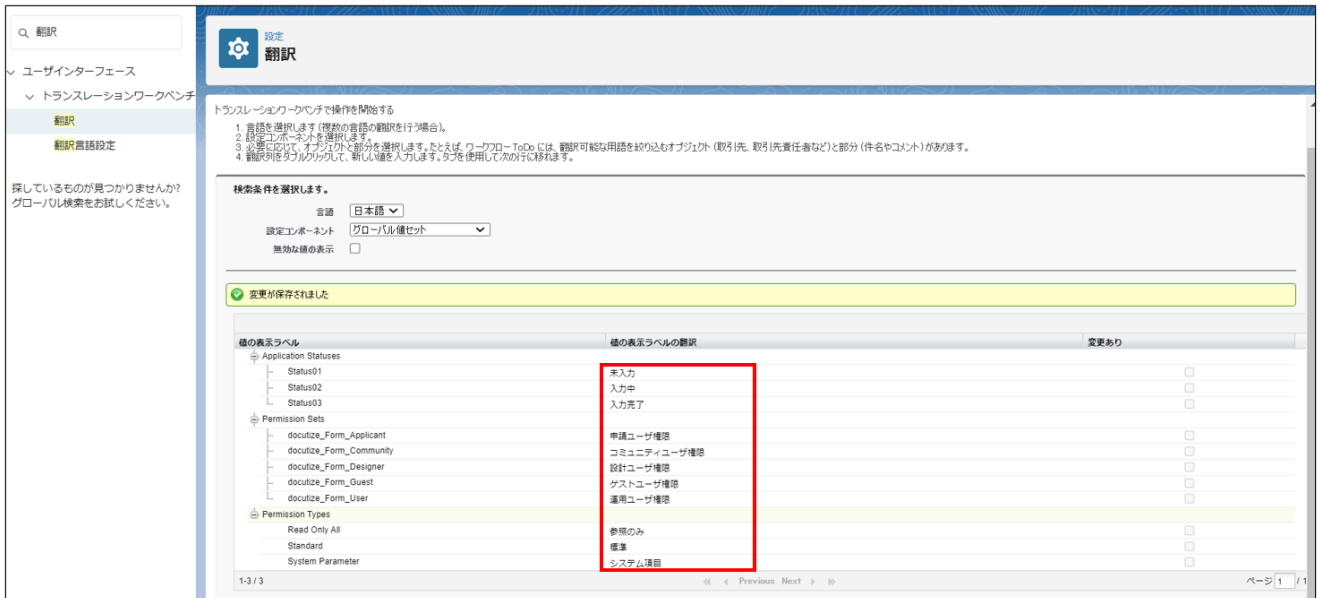 翻訳
ユーザインターフェース
トランスレーションワークベンチ
翻訳
翻訳言語設定
探しているものが見つかりませんか?
グローバル検索をお試しください。
設定
翻訳
トランスレーションワークベンチで操作を開始する
1. 言語を選択します (複数の言語の翻訳を行う場合)。
2. 設定コンポーネントを選択します。
3. 必要に応じて、オブジェクトと部分を選択します。たとえば、ワークフロー ToDo には、翻訳可能な用語を絞り込むオブジェクト (取引先、取引先責任者など)と部分 (件名やコメント) があります。
4. 翻訳列をダブルクリックして、新しい値を入力します。タブを使用して次の行に移れます。
検索条件を選択します。
言語 日本語
設定コンポーネント グローバル値セット
無効な値の表示
変更が保存されました
値の表示ラベル 値の表示ラベルの翻訳 変更あり
Application Statuses
Status01 未入力
Status02 入力中
Status03 入力完了
Permission Sets
docutize_Form_Applicant 申請ユーザ権限
docutize_Form_Community コミュニティユーザ権限
docutize_Form_Designer 設計ユーザ権限
docutize_Form_Guest ゲストユーザ権限
docutize_Form_User 運用ユーザ権限
Permission Types
Read Only All 参照のみ
Standard 標準
System Parameter システム項目
1-3 / 3 Previous Next ページ 1 / 1